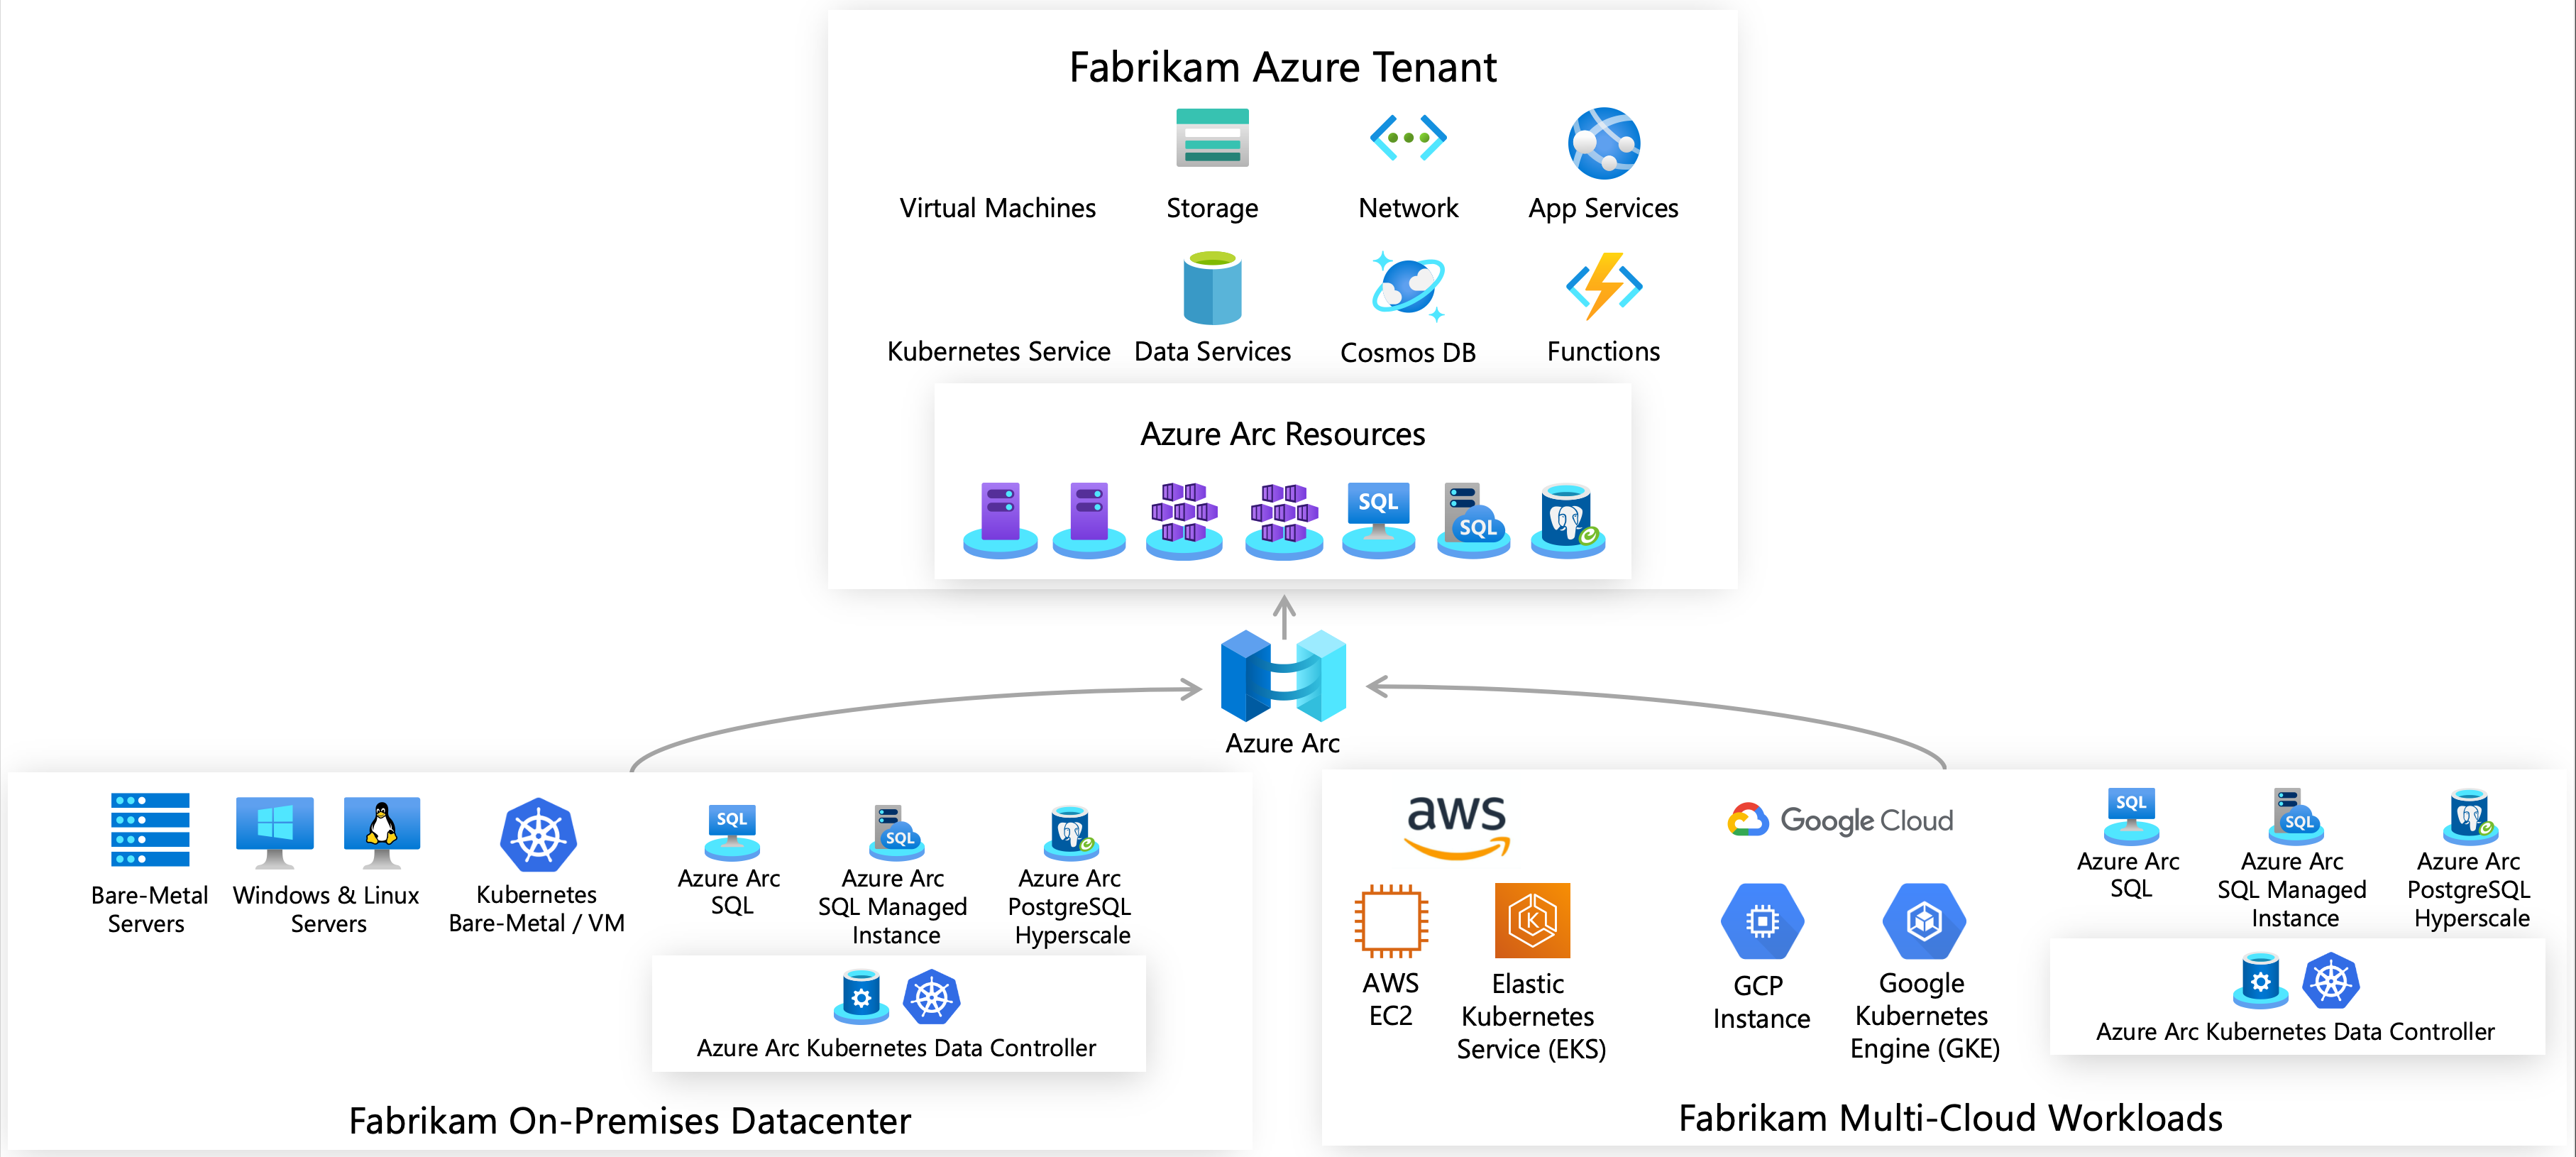 Fabrikam Azure Tenant
Virtual Machines
Storage
Network
App Services
Kubernetes Service
Data Services
Cosmos DB
Functions
Azure Arc Resources
SQL
SQL
Azure Arc
SQL
SQL
Bare-Metal
Servers
Windows & Linux
Servers
Kubernetes
Bare-Metal / VM
Azure Arc
SQL
Azure Arc
SQL Managed
Instance
Azure Arc
PostgreSQL
Hyperscale
Azure Arc Kubernetes Data Controller
Fabrikam On-Premises Datacenter
aws
Google Cloud
SQL
SQL
AWS
EC2
K
Elastic
Kubernetes
Service (EKS)
GCP
Instance
Google
Kubernetes
Engine (GKE)
Azure Arc
SQL
Azure Arc
SQL Managed
Instance
Azure Arc
PostgreSQL
Hyperscale
Azure Arc Kubernetes Data Controller
Fabrikam Multi-Cloud Workloads